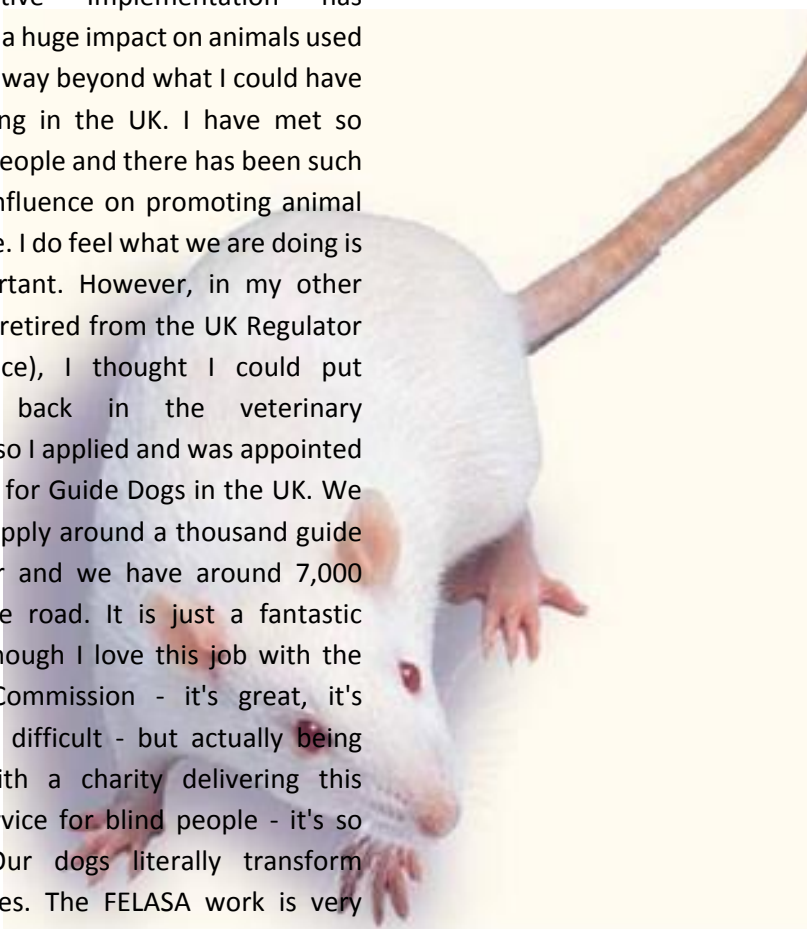 tive implementation has
a huge impact on animals used
way beyond what I could have
ng in the UK. I have met so
eople and there has been such
nfluence on promoting animal
e. I do feel what we are doing is
rtant. However, in my other
retired from the UK Regulator
ce), I thought I could put
back in the veterinary
so I applied and was appointed
for Guide Dogs in the UK. We
pply around a thousand guide
r and we have around 7,000
e road. It is just a fantastic
hough I love this job with the
Commission - it's great, it's
difficult - but actually being
ith a charity delivering this
rvice for blind people - it's so
Our dogs literally transform
es. The FELASA work is very